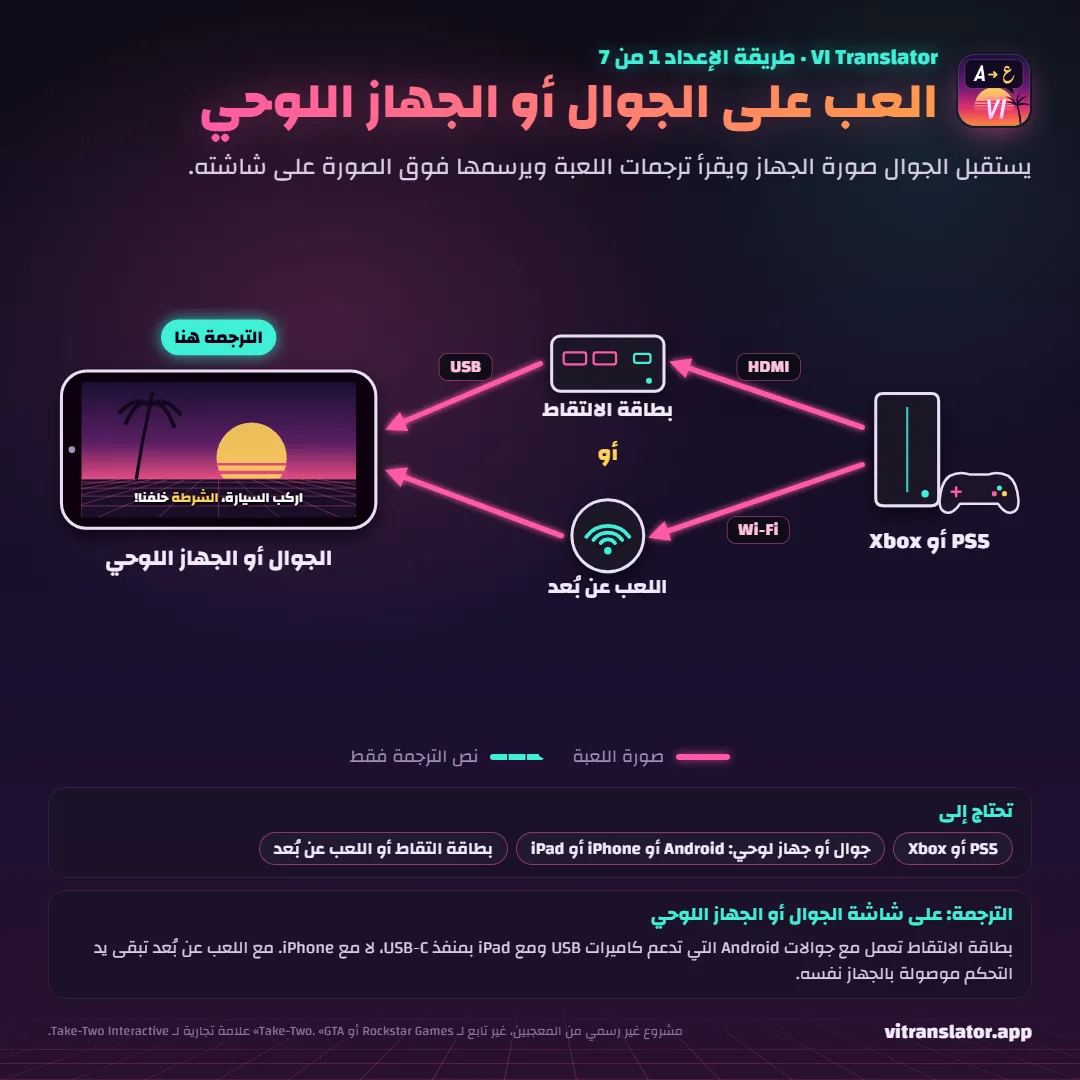 VI Translator · طريقة الإعداد 1 من 7
العب على الجوال أو الجهاز اللوحي
يستقبل الجوال صورة الجهاز ويقرأ ترجمات اللعبة ويرسمها فوق الصورة على شاشته.
A→ع
VI
HDMI
بطاقة الالتقاط
USB
أو
Wi-Fi
اللعب عن بُعد
PS5 أو Xbox
الترجمة هنا
اركب السيارة، الشرطة خلفنا!
الجوال أو الجهاز اللوحي
صورة اللعبة
نص الترجمة فقط
تحتاج إلى
PS5 أو Xbox
جوال أو جهاز لوحي: Android أو iPhone أو iPad
بطاقة التقاط أو اللعب عن بُعد
الترجمة: على شاشة الجوال أو الجهاز اللوحي
بطاقة الالتقاط تعمل مع جوالات Android التي تدعم كاميرات USB ومع iPad بمنفذ USB-C، لا مع iPhone. مع اللعب عن بُعد تبقى يد
التحكم موصولة بالجهاز نفسه.
vitranslator.app
مشروع غير رسمي من المعجبين، غير تابع لـ Rockstar Games أو Take-Two. «GTA» علامة تجارية لـ Take-Two Interactive.